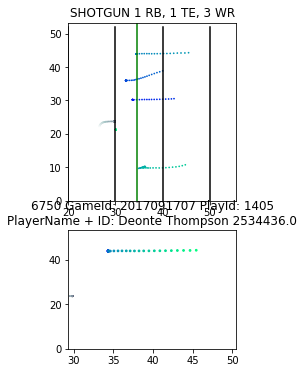 SHOTGUN 1 RB, 1 TE, 3 WR
50
40
30
20
10
0
20 30 40 50
6750 GameId: 2017091707 PlayId: 1405
PlayerName + ID: Deonte Thompson 2534436.0
40
20
0
30 35 40 45 50